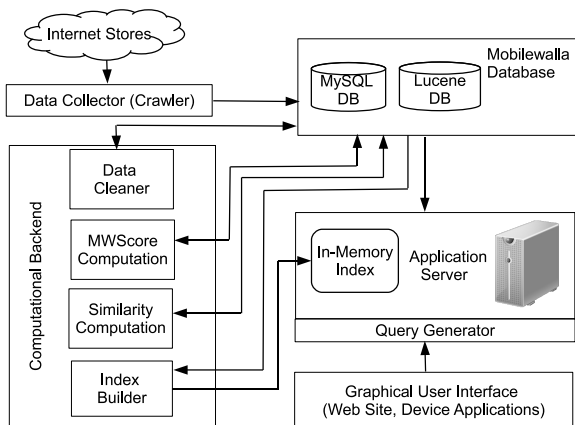 Internet Stores
Data Collector (Crawler)
Mobilewalla
Database
MySQL
DB
Lucene
DB
Computational Backend
Data
Cleaner
MWScore
Computation
Similarity
Computation
Index
Builder
In-Memory
Index
Application
Server
Query Generator
Graphical User Interface
(Web Site, Device Applications)